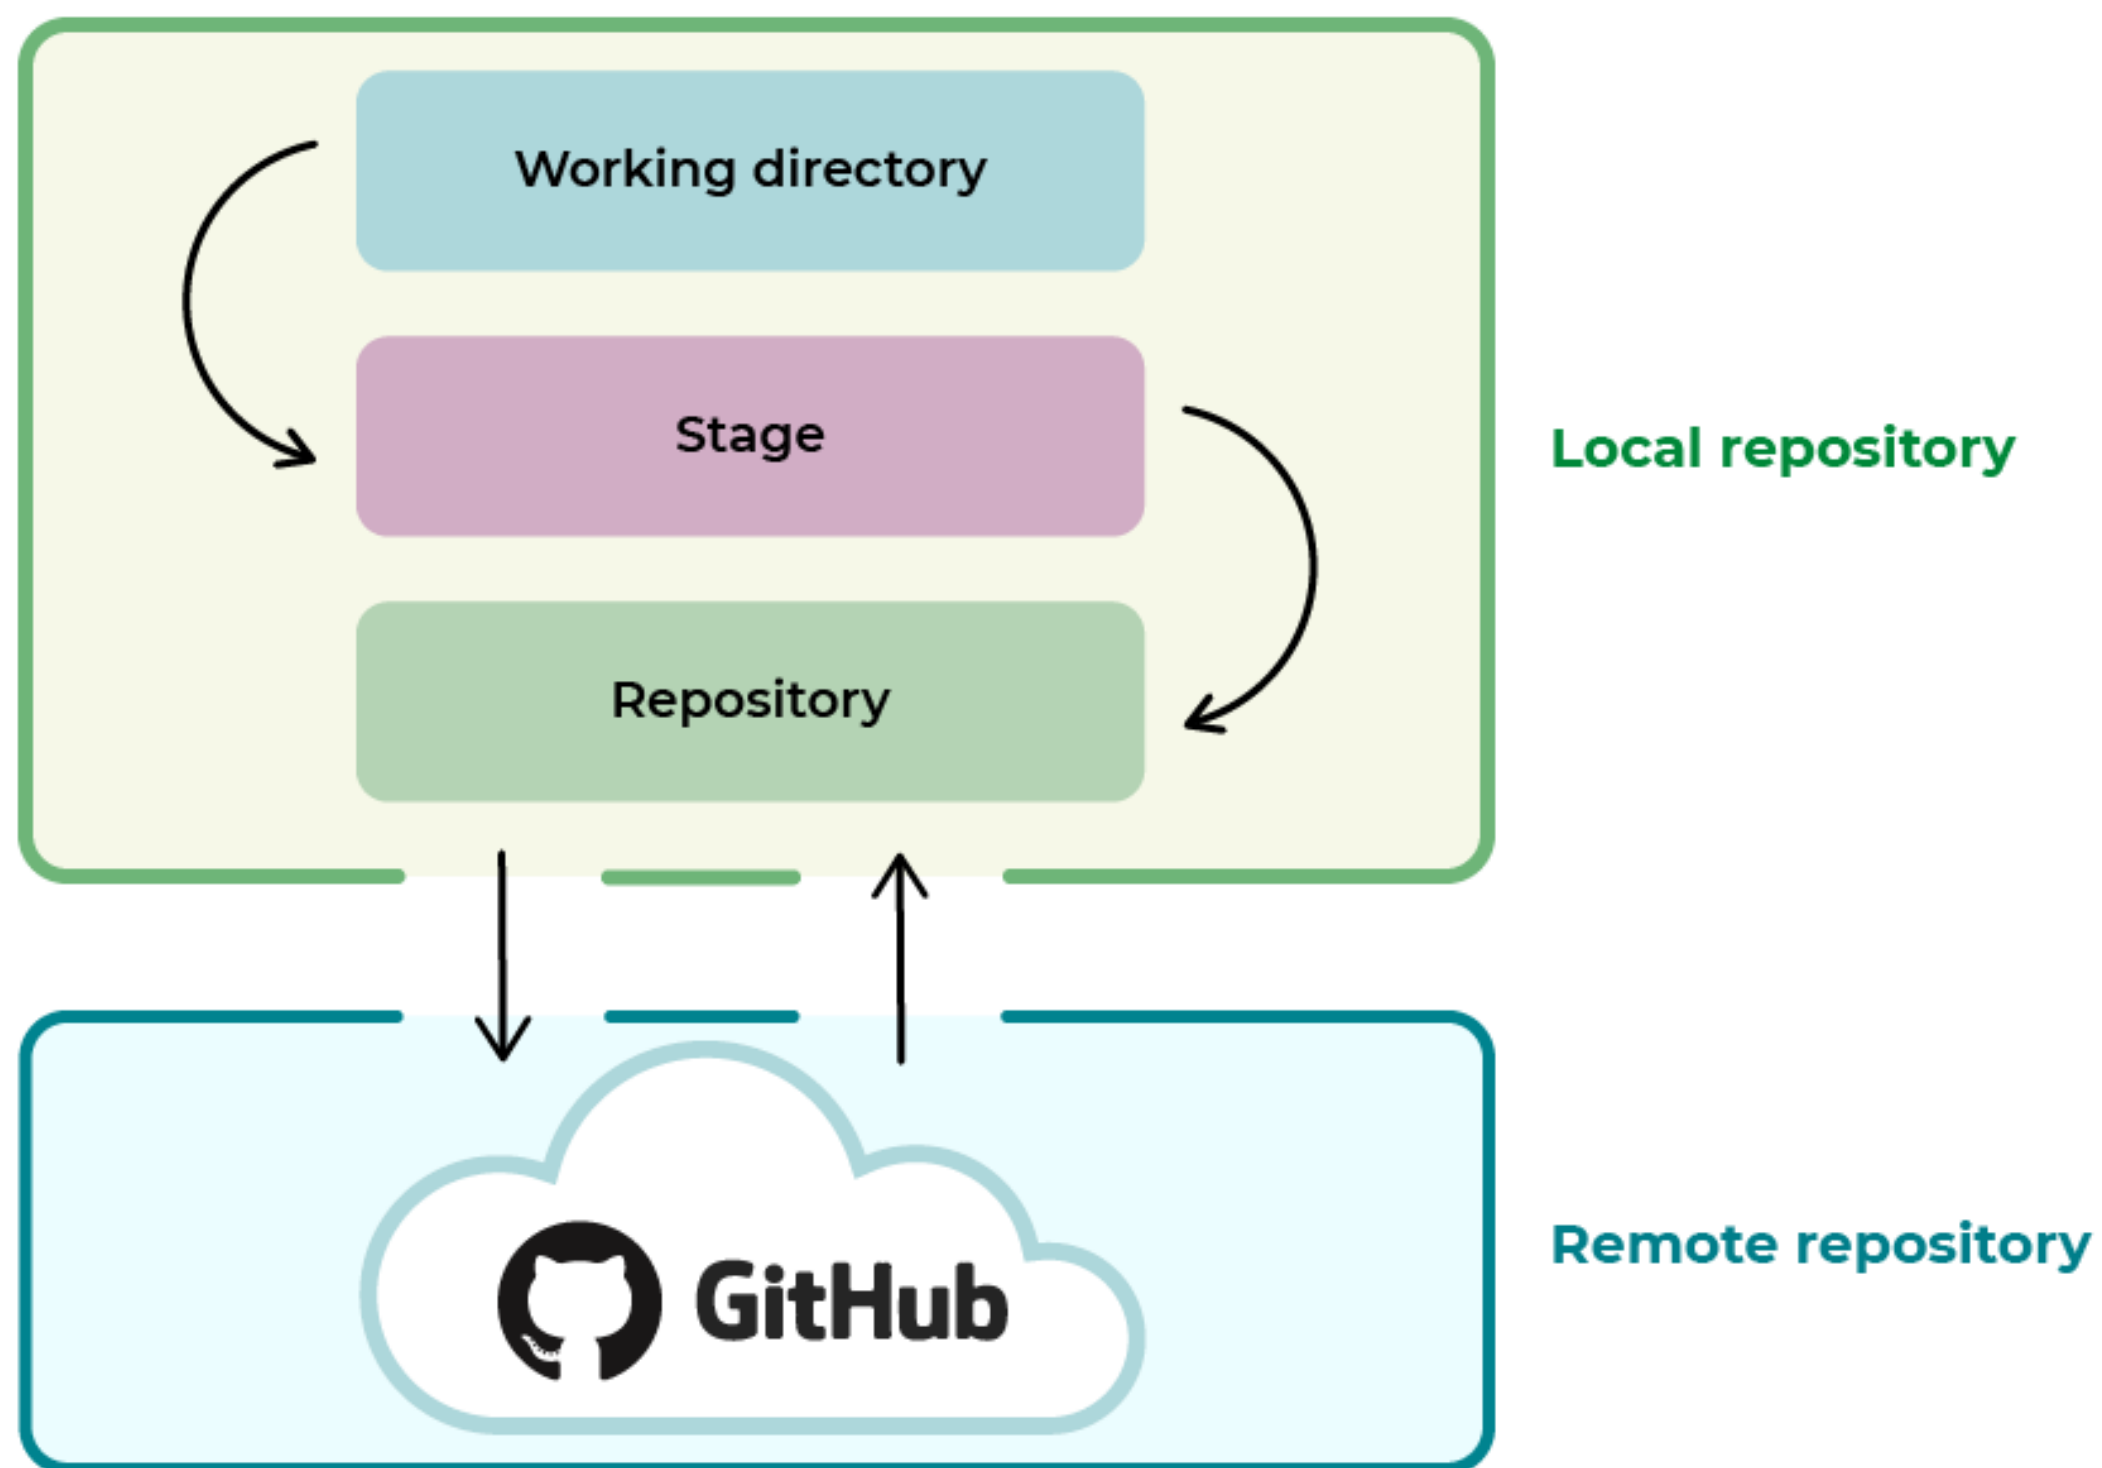 Working directory
Stage
Local repository
Repository
GitHub
Remote repository